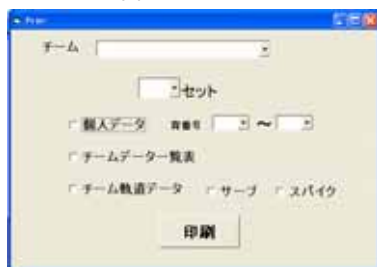 Print
チーム
セット
個人データ 背番号 ～
チームデータ一覧表
チーム軌道データ サーブ スパイク
印刷